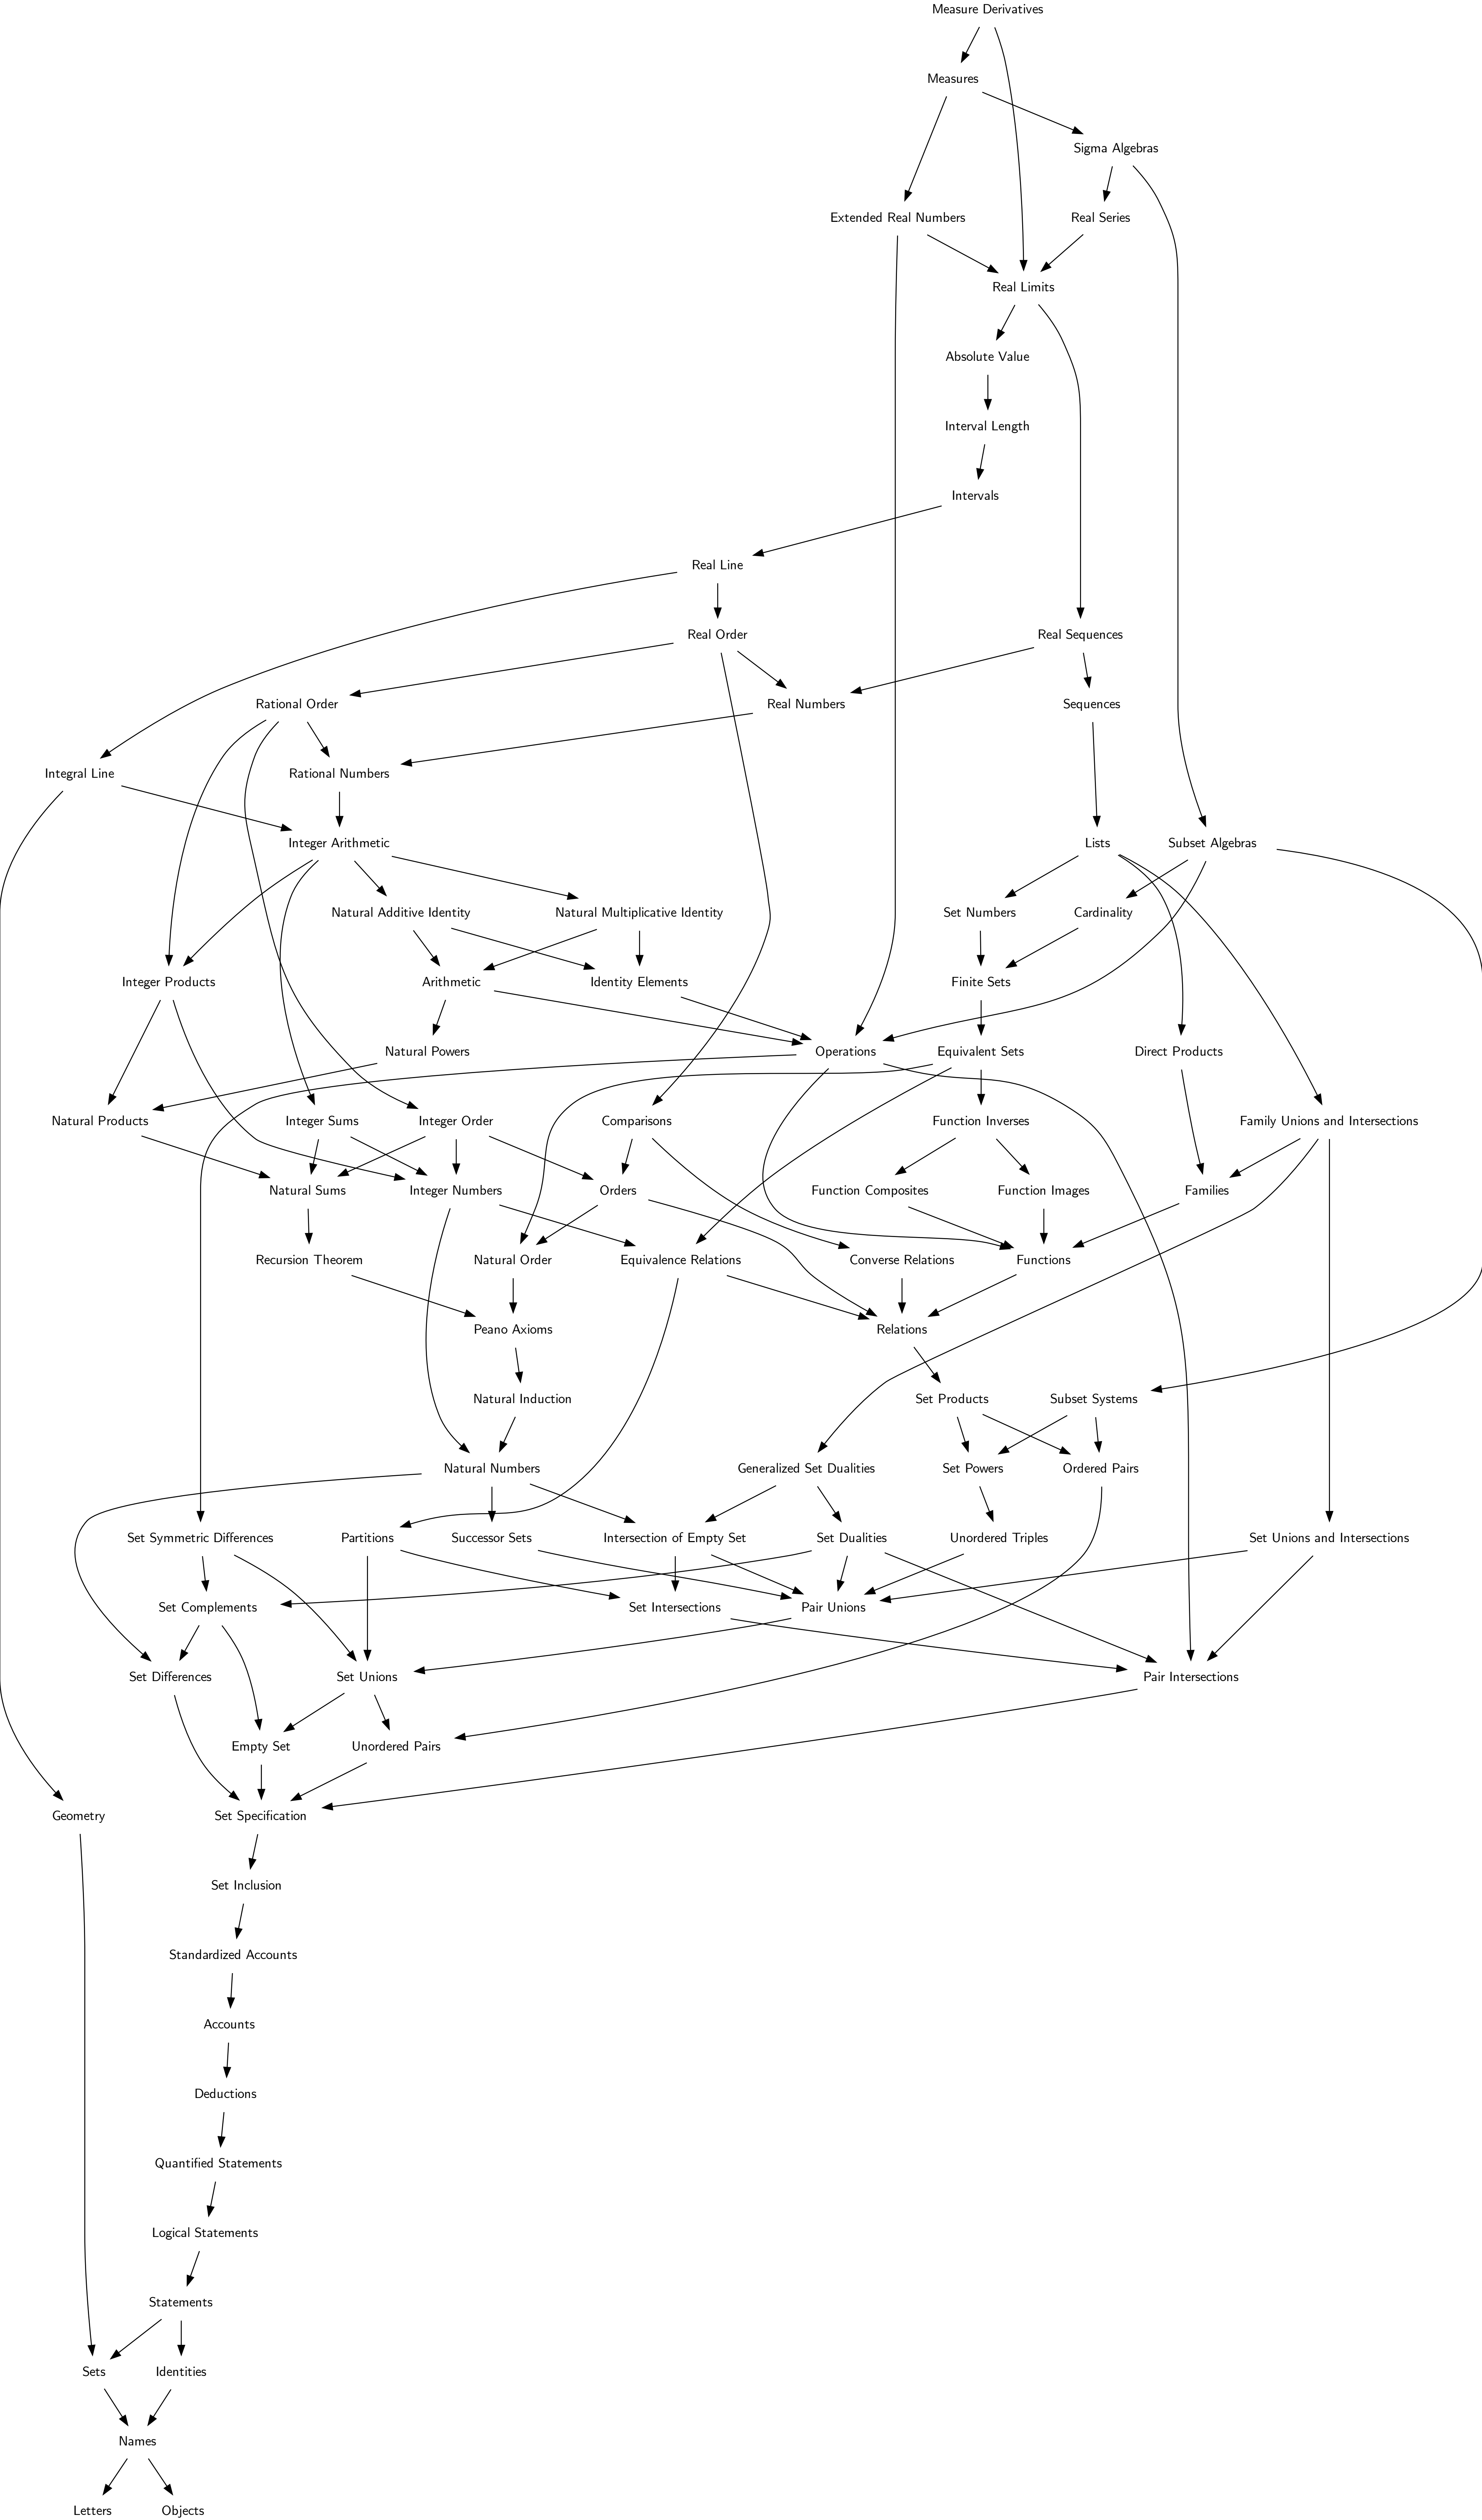 Measure Derivatives
Measures
Sigma Algebras
Extended Real Numbers
Real Series
Real Limits
Absolute Value
Interval Length
Intervals
Real Line
Real Order
Real Sequences
Rational Order
Real Numbers
Sequences
Integral Line
Rational Numbers
Integer Arithmetic
Lists
Subset Algebras
Natural Additive Identity
Natural Multiplicative Identity
Set Numbers
Cardinality
Integer Products
Arithmetic
Identity Elements
Finite Sets
Natural Powers
Operations
Equivalent Sets
Direct Products
Natural Products
Integer Sums
Integer Order
Comparisons
Function Inverses
Family Unions and Intersections
Natural Sums
Integer Numbers
Orders
Function Composites
Function Images
Families
Recursion Theorem
Natural Order
Equivalence Relations
Converse Relations
Functions
Peano Axioms
Relations
Natural Induction
Set Products
Subset Systems
Natural Numbers
Generalized Set Dualities
Set Powers
Ordered Pairs
Set Symmetric Differences
Partitions
Successor Sets
Intersection of Empty Set
Set Dualities
Unordered Triples
Set Unions and Intersections
Set Complements
Set Intersections
Pair Unions
Set Differences
Set Unions
Pair Intersections
Empty Set
Unordered Pairs
Geometry
Set Specification
Set Inclusion
Standardized Accounts
Accounts
Deductions
Quantified Statements
Logical Statements
Statements
Sets
Identities
Names
Letters
Objects